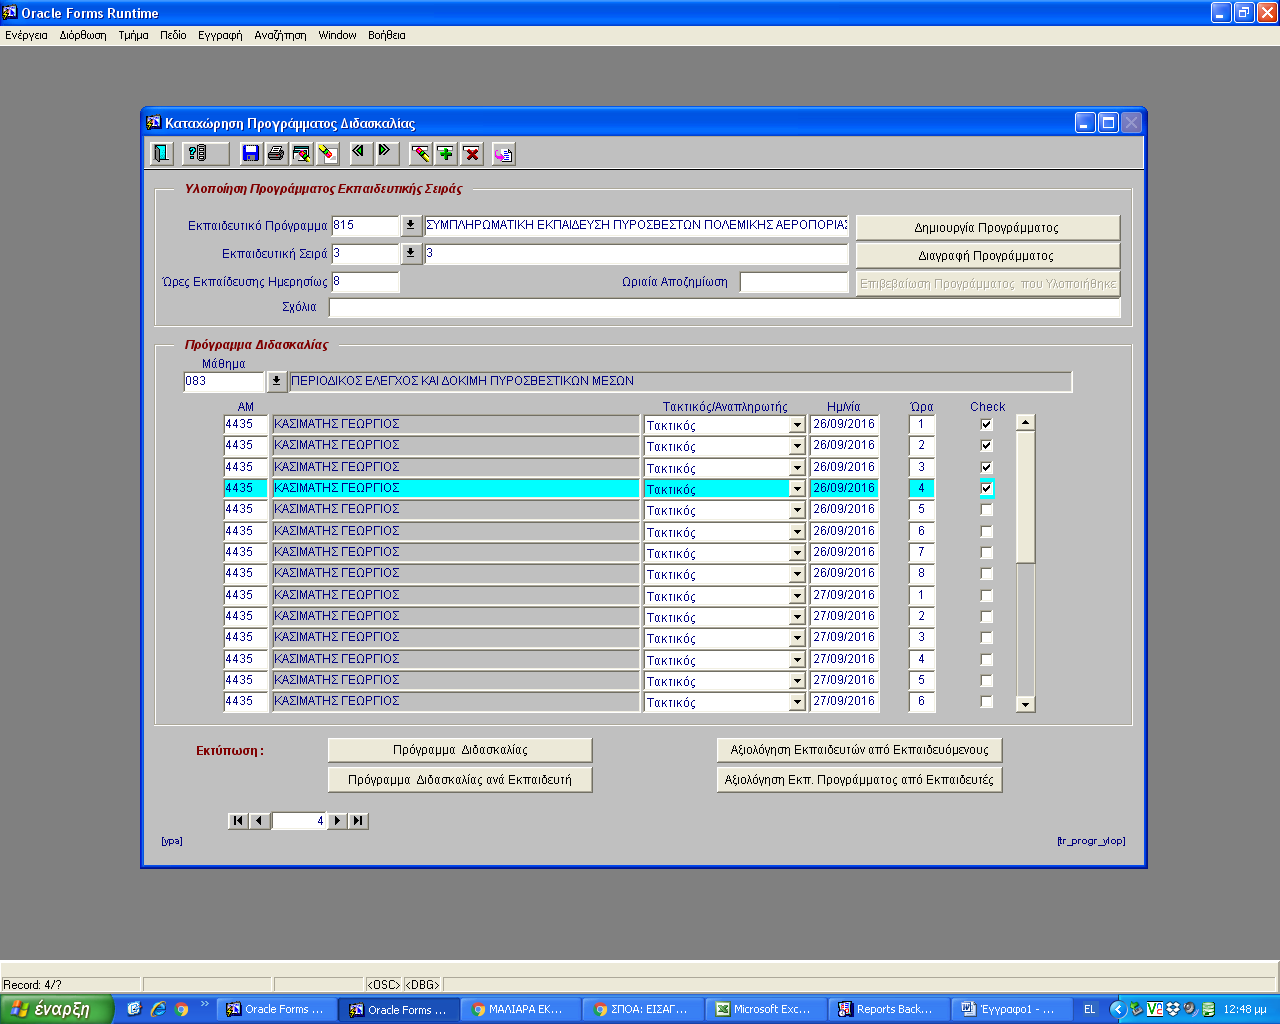 Oracle Forms Runtime
Ενέργεια Διόρθωση Τμήμα Πεδίο Εγγραφή Αναζήτηση Window Βοήθεια
Καταχώρηση Προγράμματος Διδασκαλίας
Υλοποίηση Προγράμματος Εκπαιδευτικής Σειράς
Εκπαιδευτικό Πρόγραμμα 815 ΣΥΜΠΛΗΡΩΜΑΤΙΚΗ ΕΚΠΑΙΔΕΥΣΗ ΠΥΡΟΣΒΕΣΤΩΝ ΠΟΛΕΜΙΚΗΣ ΑΕΡΟΠΟΡΙΑΣ Δημιουργία Προγράμματος
Εκπαιδευτική Σειρά 3 3 Διαγραφή Προγράμματος
Ώρες Εκπαίδευσης Ημερησίως 8 Ωριαία Αποζημίωση Επιβεβαίωση Προγράμματος που Υλοποιήθηκε
Σχόλια
Πρόγραμμα Διδασκαλίας
Μάθημα
083 ΠΕΡΙΟΔΙΚΟΣ ΕΛΕΓΧΟΣ ΚΑΙ ΔΟΚΙΜΗ ΠΥΡΟΣΒΕΣΤΙΚΩΝ ΜΕΣΩΝ
ΑΜ Τακτικός/Αναπληρωτής Ημ/νία Ώρα Check
4435 ΚΑΣΙΜΑΤΗΣ ΓΕΩΡΓΙΟΣ Τακτικός 26/09/2016 1
4435 ΚΑΣΙΜΑΤΗΣ ΓΕΩΡΓΙΟΣ Τακτικός 26/09/2016 2
4435 ΚΑΣΙΜΑΤΗΣ ΓΕΩΡΓΙΟΣ Τακτικός 26/09/2016 3
4435 ΚΑΣΙΜΑΤΗΣ ΓΕΩΡΓΙΟΣ Τακτικός 26/09/2016 4
4435 ΚΑΣΙΜΑΤΗΣ ΓΕΩΡΓΙΟΣ Τακτικός 26/09/2016 5
4435 ΚΑΣΙΜΑΤΗΣ ΓΕΩΡΓΙΟΣ Τακτικός 26/09/2016 6
4435 ΚΑΣΙΜΑΤΗΣ ΓΕΩΡΓΙΟΣ Τακτικός 26/09/2016 7
4435 ΚΑΣΙΜΑΤΗΣ ΓΕΩΡΓΙΟΣ Τακτικός 26/09/2016 8
4435 ΚΑΣΙΜΑΤΗΣ ΓΕΩΡΓΙΟΣ Τακτικός 27/09/2016 1
4435 ΚΑΣΙΜΑΤΗΣ ΓΕΩΡΓΙΟΣ Τακτικός 27/09/2016 2
4435 ΚΑΣΙΜΑΤΗΣ ΓΕΩΡΓΙΟΣ Τακτικός 27/09/2016 3
4435 ΚΑΣΙΜΑΤΗΣ ΓΕΩΡΓΙΟΣ Τακτικός 27/09/2016 4
4435 ΚΑΣΙΜΑΤΗΣ ΓΕΩΡΓΙΟΣ Τακτικός 27/09/2016 5
4435 ΚΑΣΙΜΑΤΗΣ ΓΕΩΡΓΙΟΣ Τακτικός 27/09/2016 6
Εκτύπωση : Πρόγραμμα Διδασκαλίας Αξιολόγηση Εκπαιδευτών από Εκπαιδευόμενους
Πρόγραμμα Διδασκαλίας ανά Εκπαιδευτή Αξιολόγηση Εκπ. Προγράμματος από Εκπαιδευτές
4
[ypa] [tr_progr_ylop]
Record: 4/? <OSC> <DBG>
έναρξη » Oracle Forms ... Oracle Forms ... ΜΑΛΙΑΡΑ ΕΚ... ΣΠΟΑ: ΕΙΣΑΓ... Microsoft Exc... Reports Back... Έγγραφο1 - ... EL 12:48 μμ